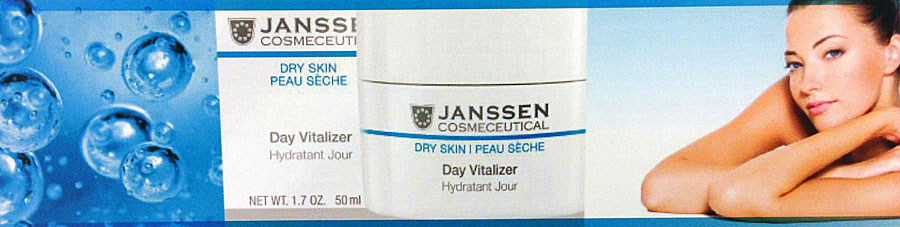 JANSSEN
COSMECEUTI
DRY SKIN
PEAU SÈCHE
Day Vitalizer
Hydratant Jour
NET WT. 1.7 OZ. 50 ml
JANSSEN
COSMECEUTICAL
DRY SKIN | PEAU SÈCHE
Day Vitalizer
Hydratant Jour